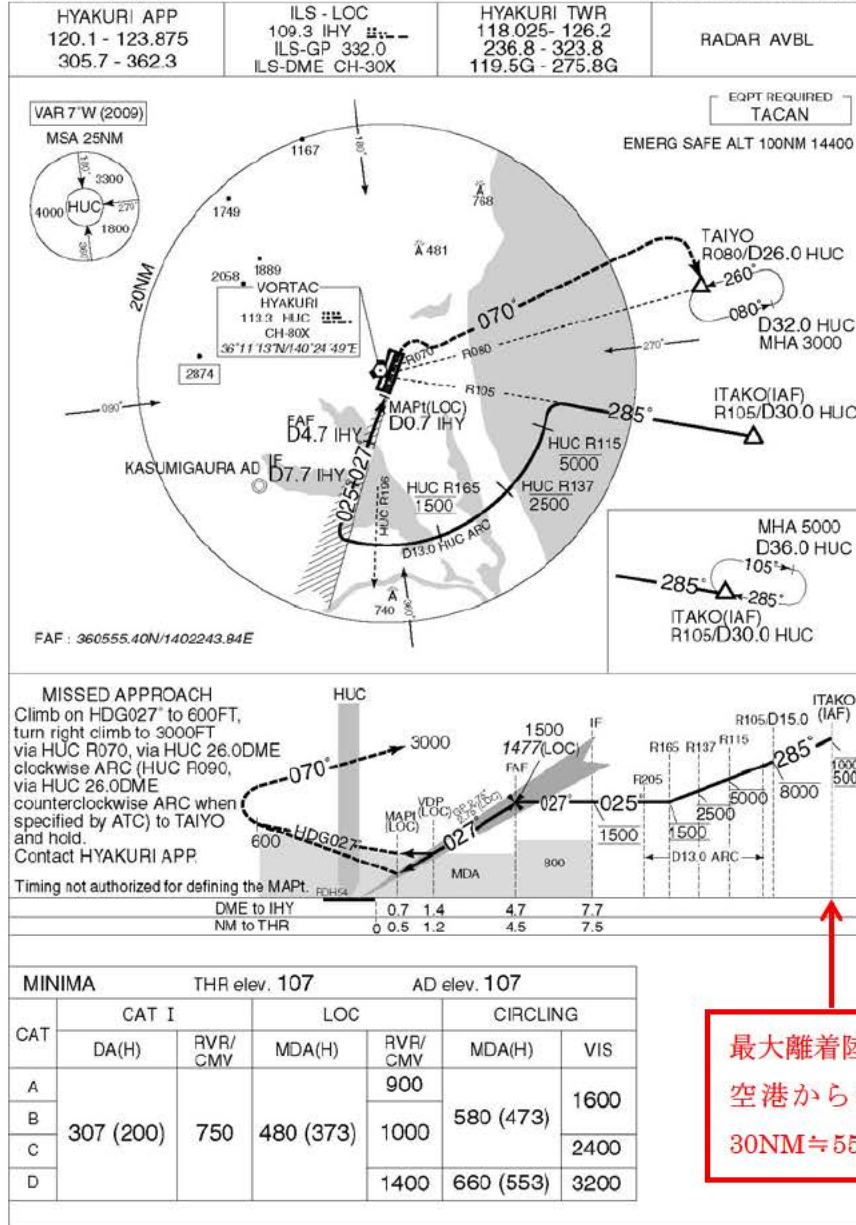 HYAKURI APP
120.1 - 123.875
305.7 - 362.3
ILS - LOC
109.3 IHY
ILS-GP 332.0
ILS-DME CH-30X
HYAKURI TWR
118.025- 126.2
236.8 - 323.8
119.5G - 275.8G
RADAR AVBL
VAR 7°W (2009)
MSA 25NM
180°
3300
4000
HUC
270°
1800
360°
EQPT REQUIRED
TACAN
EMERG SAFE ALT 100NM 14400
20NM
1167
180°
768
1749
481
2058
1889
VORTAC
HYAKURI
113.3 HUC
CH-80X
36°11'13"N/140°24'49"E
2874
090°
TAIYO
R080/D26.0 HUC
260°
080°
D32.0 HUC
MHA 3000
070°
R070
R080
270°
R105
ITAKO(IAF)
R105/D30.0 HUC
285°
MAPt(LOC)
D0.7 IHY
FAF
D4.7 IHY
IF
D7.7 IHY
KASUMIGAURA AD
025°
027°
HUC R196
HUC R115
5000
HUC R137
2500
HUC R165
1500
D13.0 HUC ARC
740
360°
FAF : 360555.40N/1402243.84E
MHA 5000
D36.0 HUC
105°
285°
285°
ITAKO(IAF)
R105/D30.0 HUC
MISSED APPROACH
Climb on HDG027° to 600FT,
turn right climb to 3000FT
via HUC R070, via HUC 26.0DME
clockwise ARC (HUC R090,
via HUC 26.0DME
counterclockwise ARC when
specified by ATC) to TAIYO
and hold.
Contact HYAKURI APP.
Timing not authorized for defining the MAPt.
HUC
3000
070°
HDG027°
600
RDH54
MAPt
(LOC)
VDP
(LOC)
027°
1500
1477(LOC)
FAF
IF
027°
025°
MDA
800
1500
R205
R165
R137
R115
R105/D15.0
ITAKO
(IAF)
285°
1500
2500
5000
8000
D13.0 ARC
DME to IHY 0.7 1.4 4.7 7.7
NM to THR 0 0.5 1.2 4.5 7.5
MINIMA THR elev. 107 AD elev. 107
CAT
CAT I
LOC
CIRCLING
DA(H)
RVR/
CMV
MDA(H)
RVR/
CMV
MDA(H)
VIS
A
B
C
D
307 (200)
750
480 (373)
900
1000
1400
580 (473)
660 (553)
1600
2400
3200
最大離着陸
空港から
30NM≒55